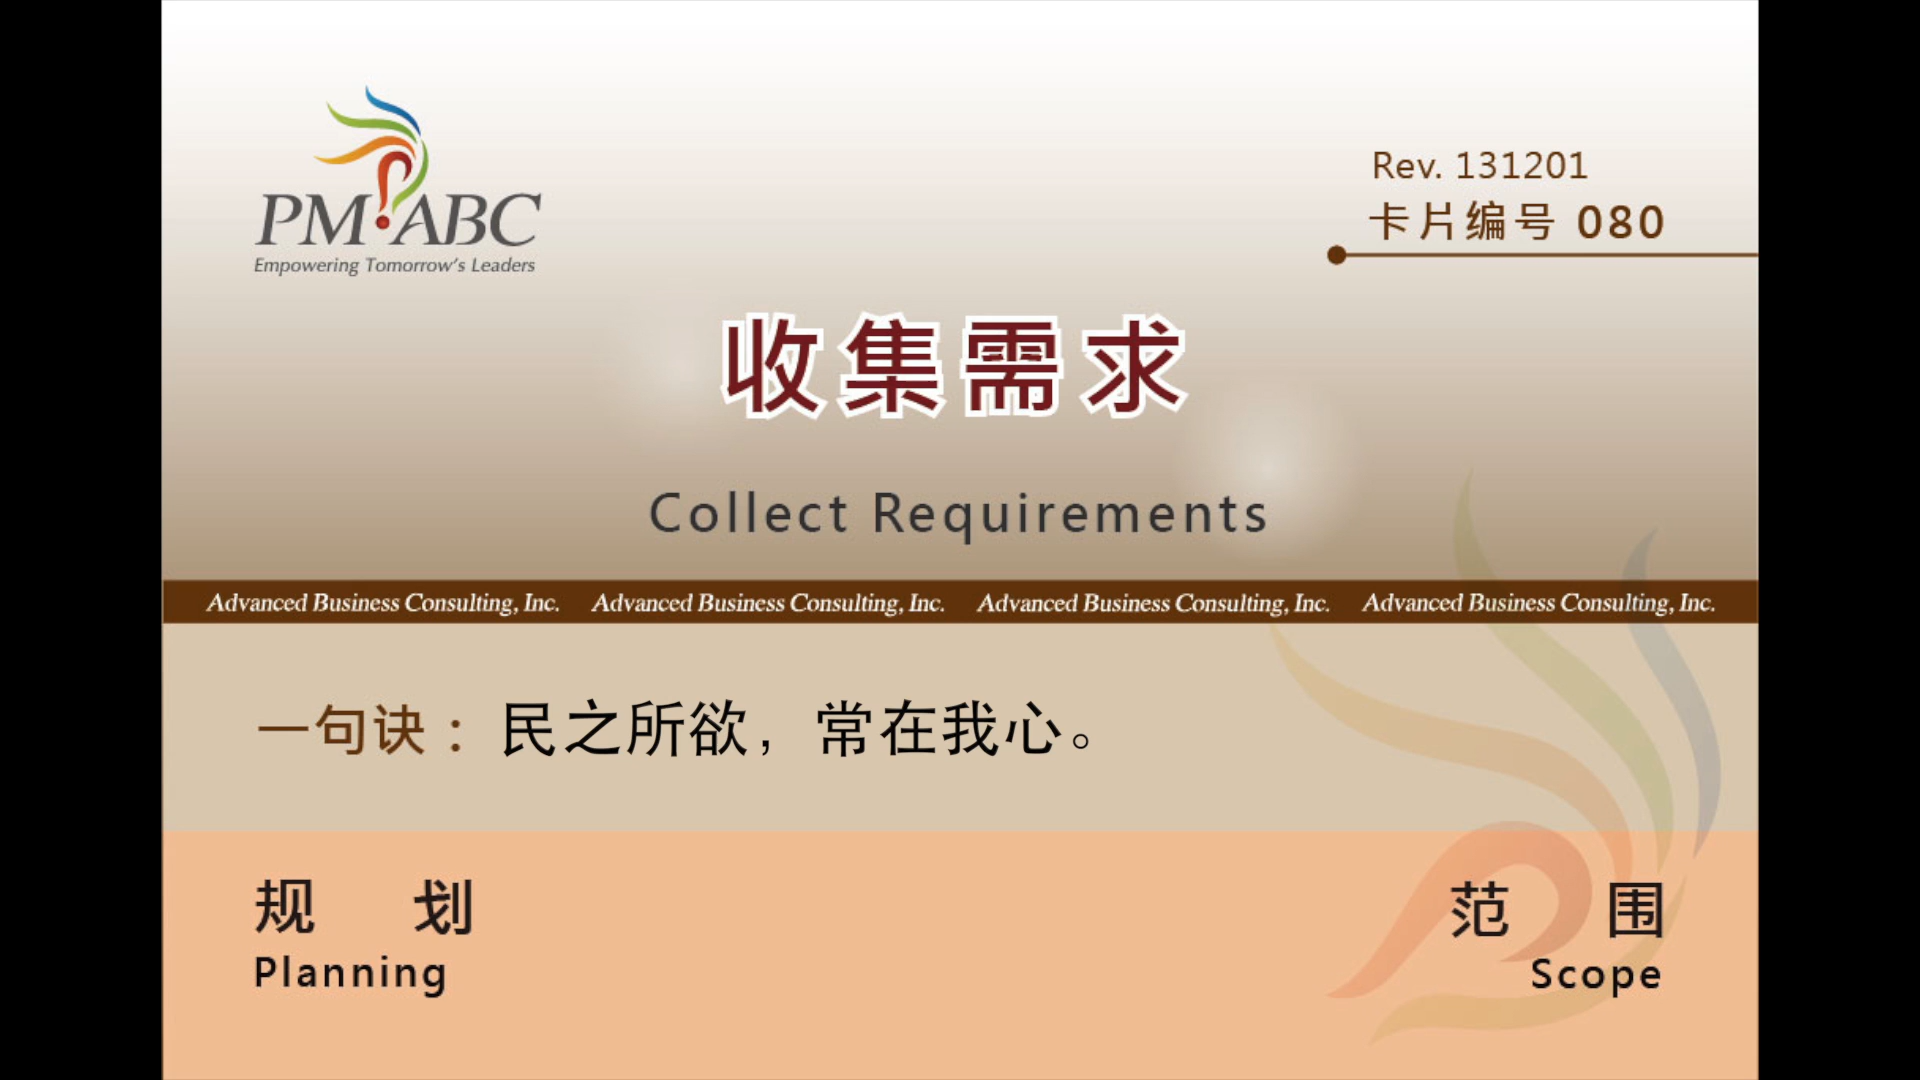 PM ABC
Empowering Tomorrow's Leaders
Rev. 131201
卡片编号 080
收集需求
Collect Requirements
Advanced Business Consulting, Inc. Advanced Business Consulting, Inc. Advanced Business Consulting, Inc. Advanced Business Consulting, Inc.
一句诀：民之所欲，常在我心。
规 划
Planning
范 围
Scope